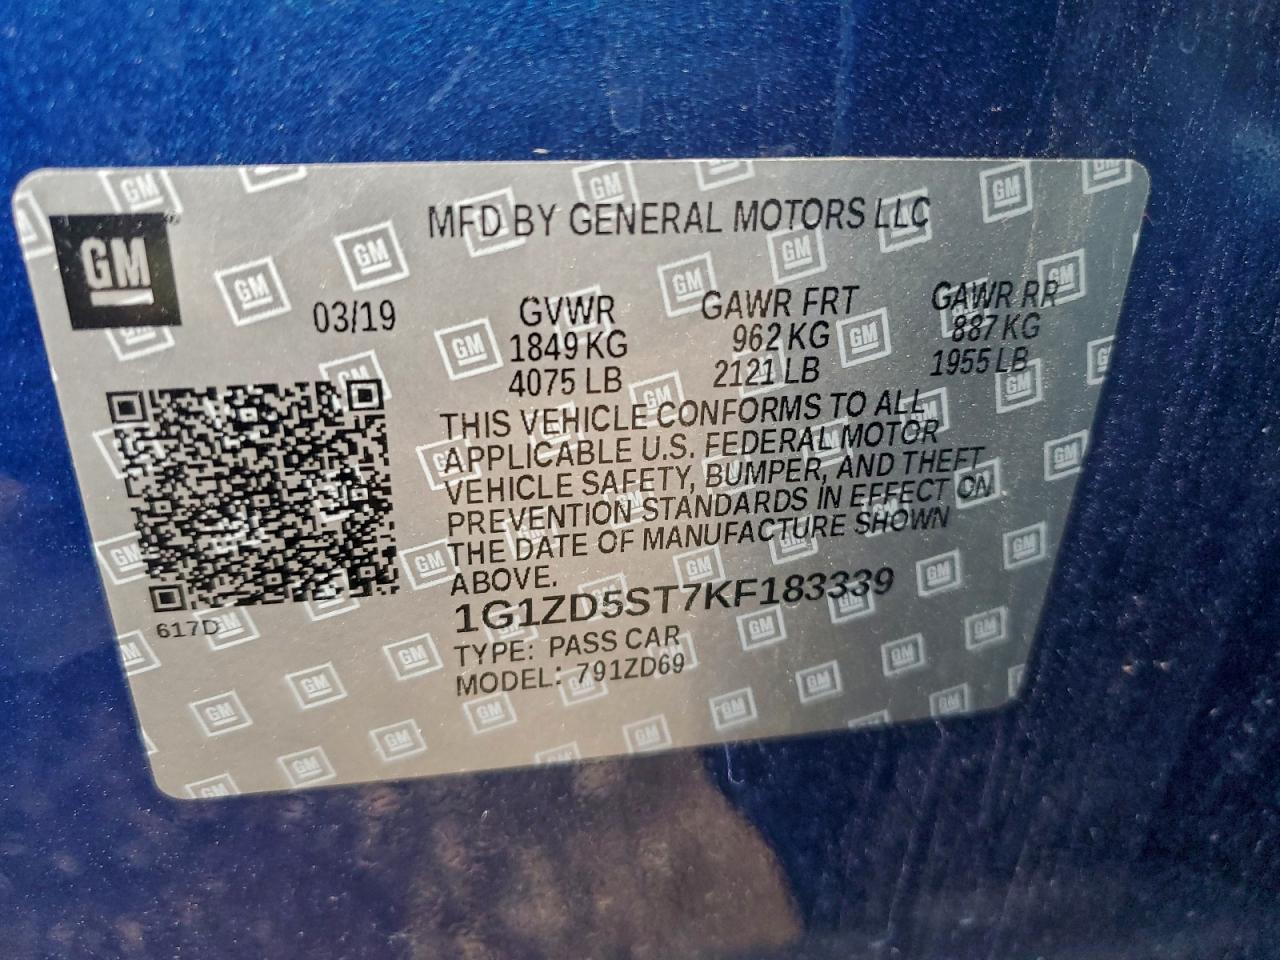 GM
MFD BY GENERAL MOTORS LLC
03/19
GVWR GAWR FRT GAWR RR
1849 KG 962 KG 887 KG
4075 LB 2121 LB 1955 LB
THIS VEHICLE CONFORMS TO ALL
APPLICABLE U.S. FEDERAL MOTOR
VEHICLE SAFETY, BUMPER, AND THEFT
PREVENTION STANDARDS IN EFFECT ON
THE DATE OF MANUFACTURE SHOWN
ABOVE.
1G1ZD5ST7KF183339
617D
TYPE: PASS CAR
MODEL: 791ZD69